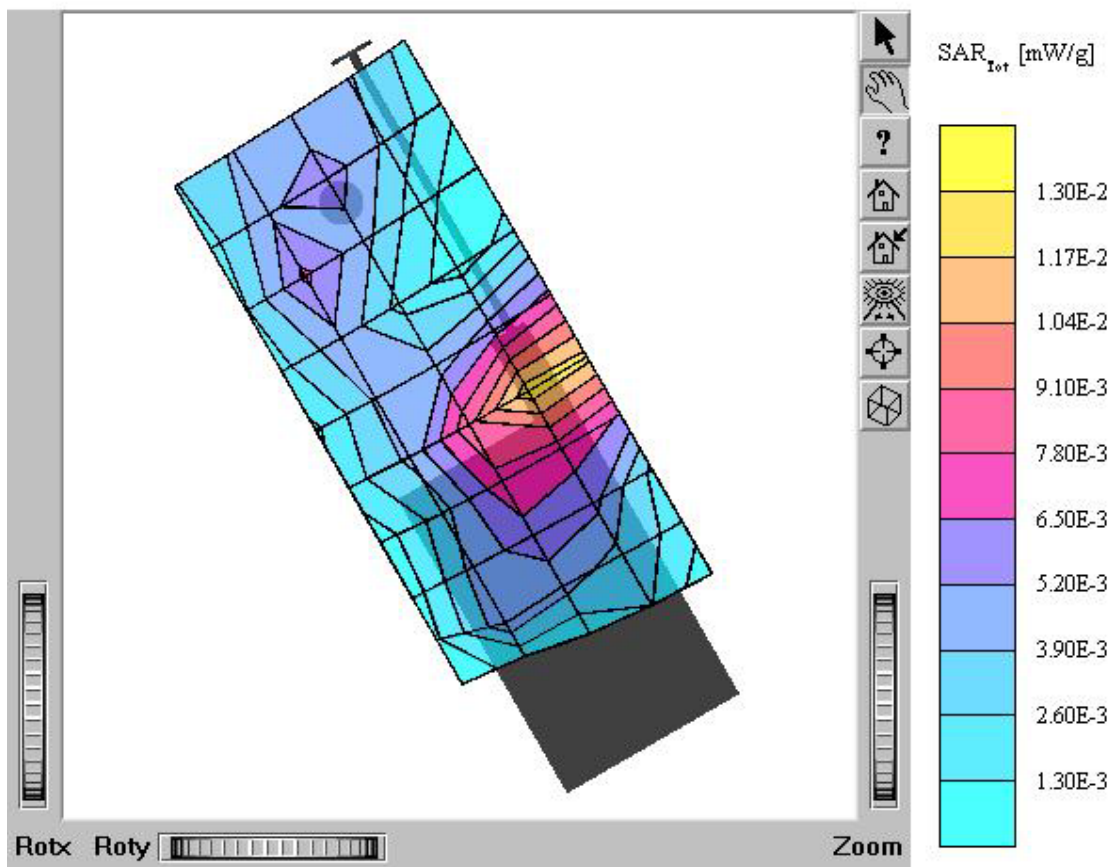 SARTot [mW/g]
?
1.30E-2
1.17E-2
1.04E-2
9.10E-3
7.80E-3
6.50E-3
5.20E-3
3.90E-3
2.60E-3
1.30E-3
Rotx Roty Zoom